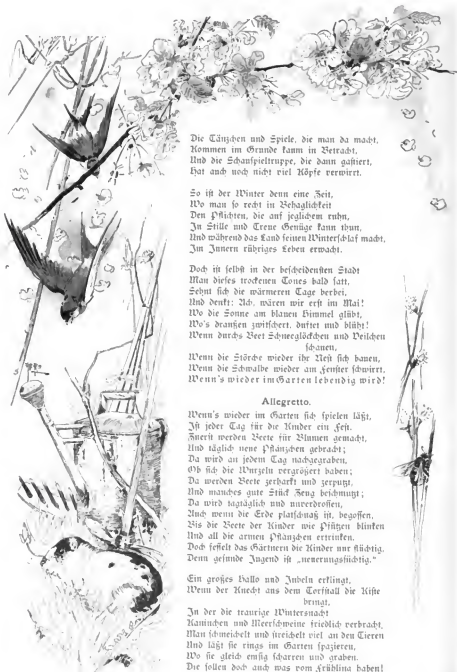 Die Tänzchen und Spiele, die man da macht,
Kommen im Grunde kaum in Betracht,
Und die Schauspieltruppe, die dann gastiert,
Hat auch noch nicht viel Köpfe verwirrt.
So ist der Winter denn eine Zeit,
Wo man so recht in Behaglichkeit
Den Pflichten, die auf jeglichem ruhn,
In Stille und Treue Genüge kann thun,
Und während das Land seinen Winterschlaf macht,
Im Innern rühriges Leben erwacht.
Doch ist selbst in der bescheidensten Stadt
Man dieses trockenen Tones bald satt,
Sehnt sich die wärmeren Tage herbei,
Und denkt: Ach, wären wir erst im Mai!
Wo die Sonne am blauen Himmel glüht,
Wo's draußen zwitschert, duftet und blüht!
Wenn durchs Beet Schneeglöckchen und Veilchen
schauen,
Wenn die Störche wieder ihr Nest sich bauen,
Wenn die Schwalbe wieder am Fenster schwirrt,
Wenn's wieder im Garten lebendig wird!
Allegretto.
Wenn's wieder im Garten sich spielen läßt,
Ist jeder Tag für die Kinder ein Fest.
Zuerst werden Beete für Blumen gemacht,
Und täglich neue Pflänzchen gebracht;
Da wird an jedem Tag nachgegraben,
Ob sich die Wurzeln vergrößert haben;
Da werden Beete zerharkt und zerputzt,
Und manches gute Stück Zeug beschmutzt;
Da wird tagtäglich und unverdrossen,
Auch wenn die Erde platschnaß ist, begossen,
Bis die Beete der Kinder wie Pfützen blinken
Und all die armen Pflänzchen ertrinken.
Doch fesselt das Gärtnern die Kinder nur flüchtig,
Denn gesunde Jugend ist „neuerungssüchtig.“
Ein großes Hallo und Jubeln erklingt,
Wenn der Knecht aus dem Torfstall die Kiste
bringt,
In der die traurige Wintersnacht
Kaninchen und Meerschweine friedlich verbracht,
Man schmeichelt und streichelt viel an den Tieren
Und läßt sie rings im Garten spazieren,
Wo sie gleich emsig scharren und graben.
Die sollen doch auch was vom Frühling haben!